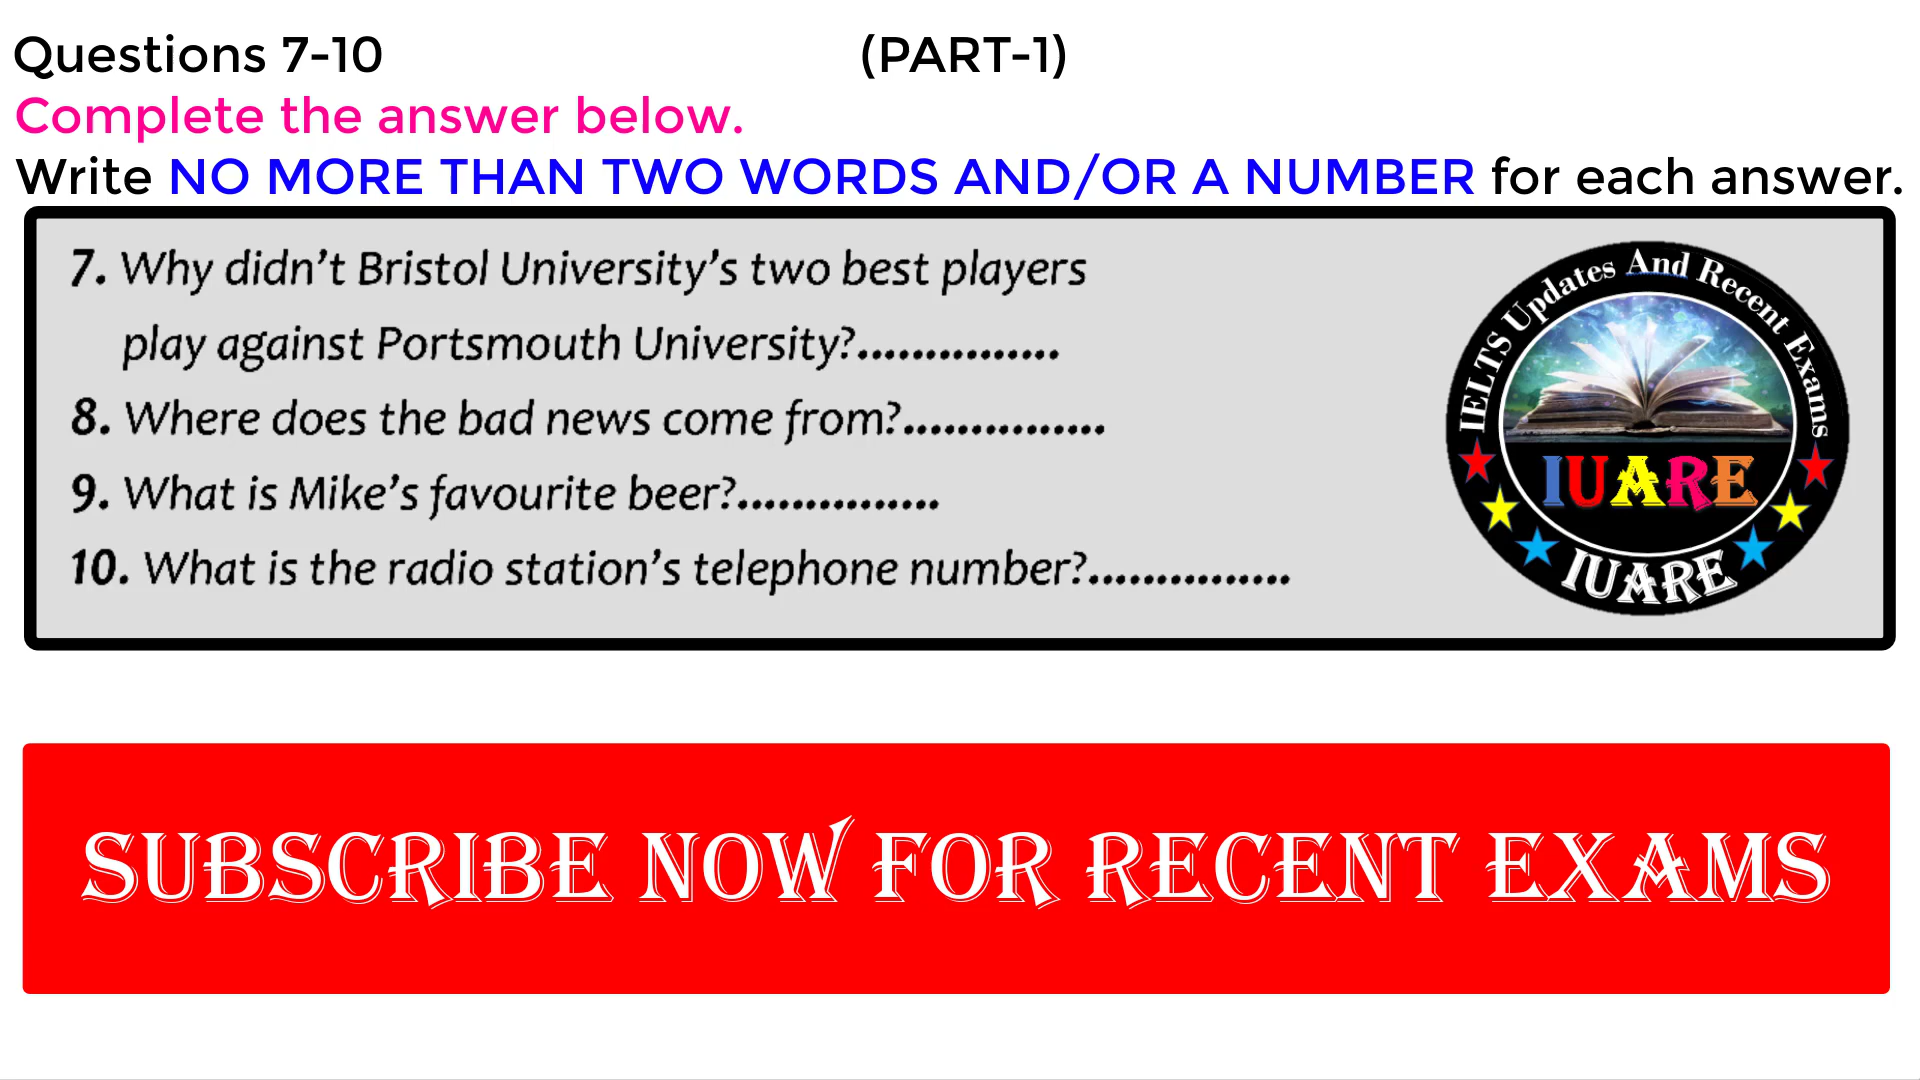 Questions 7-10 (PART-1)
Complete the answer below.
Write NO MORE THAN TWO WORDS AND/OR A NUMBER for each answer.
7. Why didn't Bristol University's two best players
play against Portsmouth University?...............
8. Where does the bad news come from?...............
9. What is Mike's favourite beer?...............
10. What is the radio station's telephone number?...............
IELTS Updates And Recent Exams
IUARE
IUARE
SUBSCRIBE NOW FOR RECENT EXAMS